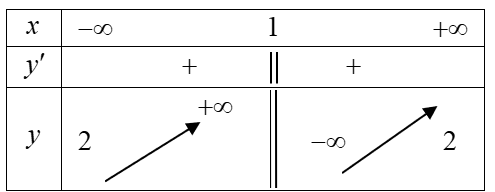 x −∞ 1 +∞
y′ + +
+∞
y 2 −∞ 2